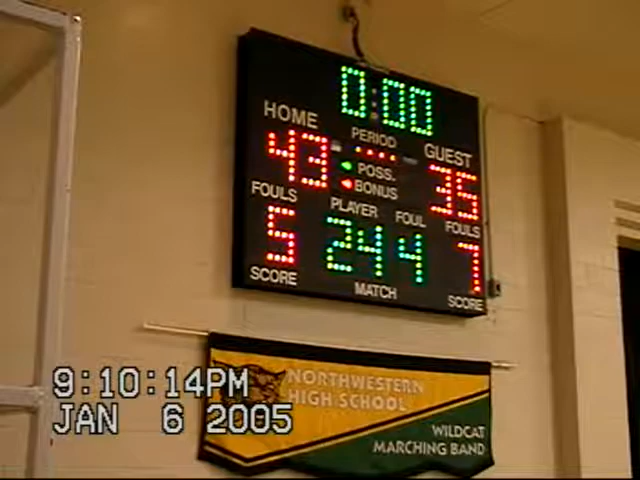 0:00
HOME PERIOD GUEST
43 35
POSS.
BONUS
FOULS PLAYER FOUL FOULS
5 24 4 7
SCORE MATCH SCORE
NORTHWESTERN
HIGH SCHOOL
WILDCAT
MARCHING BAND
9:10:14PM
JAN 6 2005